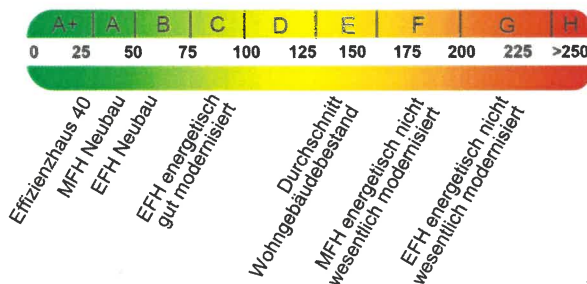 A+ A B C D E F G H
0 25 50 75 100 125 150 175 200 225 >250
Effizienzhaus 40
MFH Neubau
EFH Neubau
EFH energetisch
gut modernisiert
Durchschnitt
Wohngebäudebestand
MFH energetisch nicht
wesentlich modernisiert
EFH energetisch nicht
wesentlich modernisiert